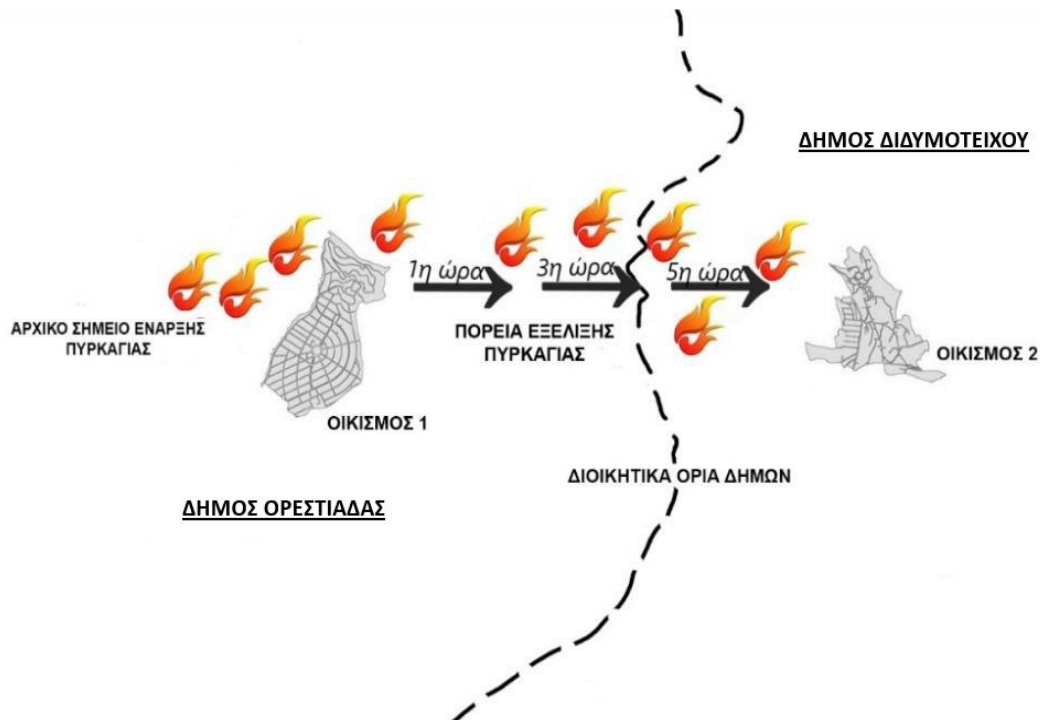 ΔΗΜΟΣ ΔΙΔΥΜΟΤΕΙΧΟΥ
1η ώρα
3η ώρα
5η ώρα
ΑΡΧΙΚΟ ΣΗΜΕΙΟ ΕΝΑΡΞΗΣ
ΠΥΡΚΑΓΙΑΣ
ΠΟΡΕΙΑ ΕΞΕΛΙΞΗΣ
ΠΥΡΚΑΓΙΑΣ
ΟΙΚΙΣΜΟΣ 2
ΟΙΚΙΣΜΟΣ 1
ΔΙΟΙΚΗΤΙΚΑ ΟΡΙΑ ΔΗΜΩΝ
ΔΗΜΟΣ ΟΡΕΣΤΙΑΔΑΣ